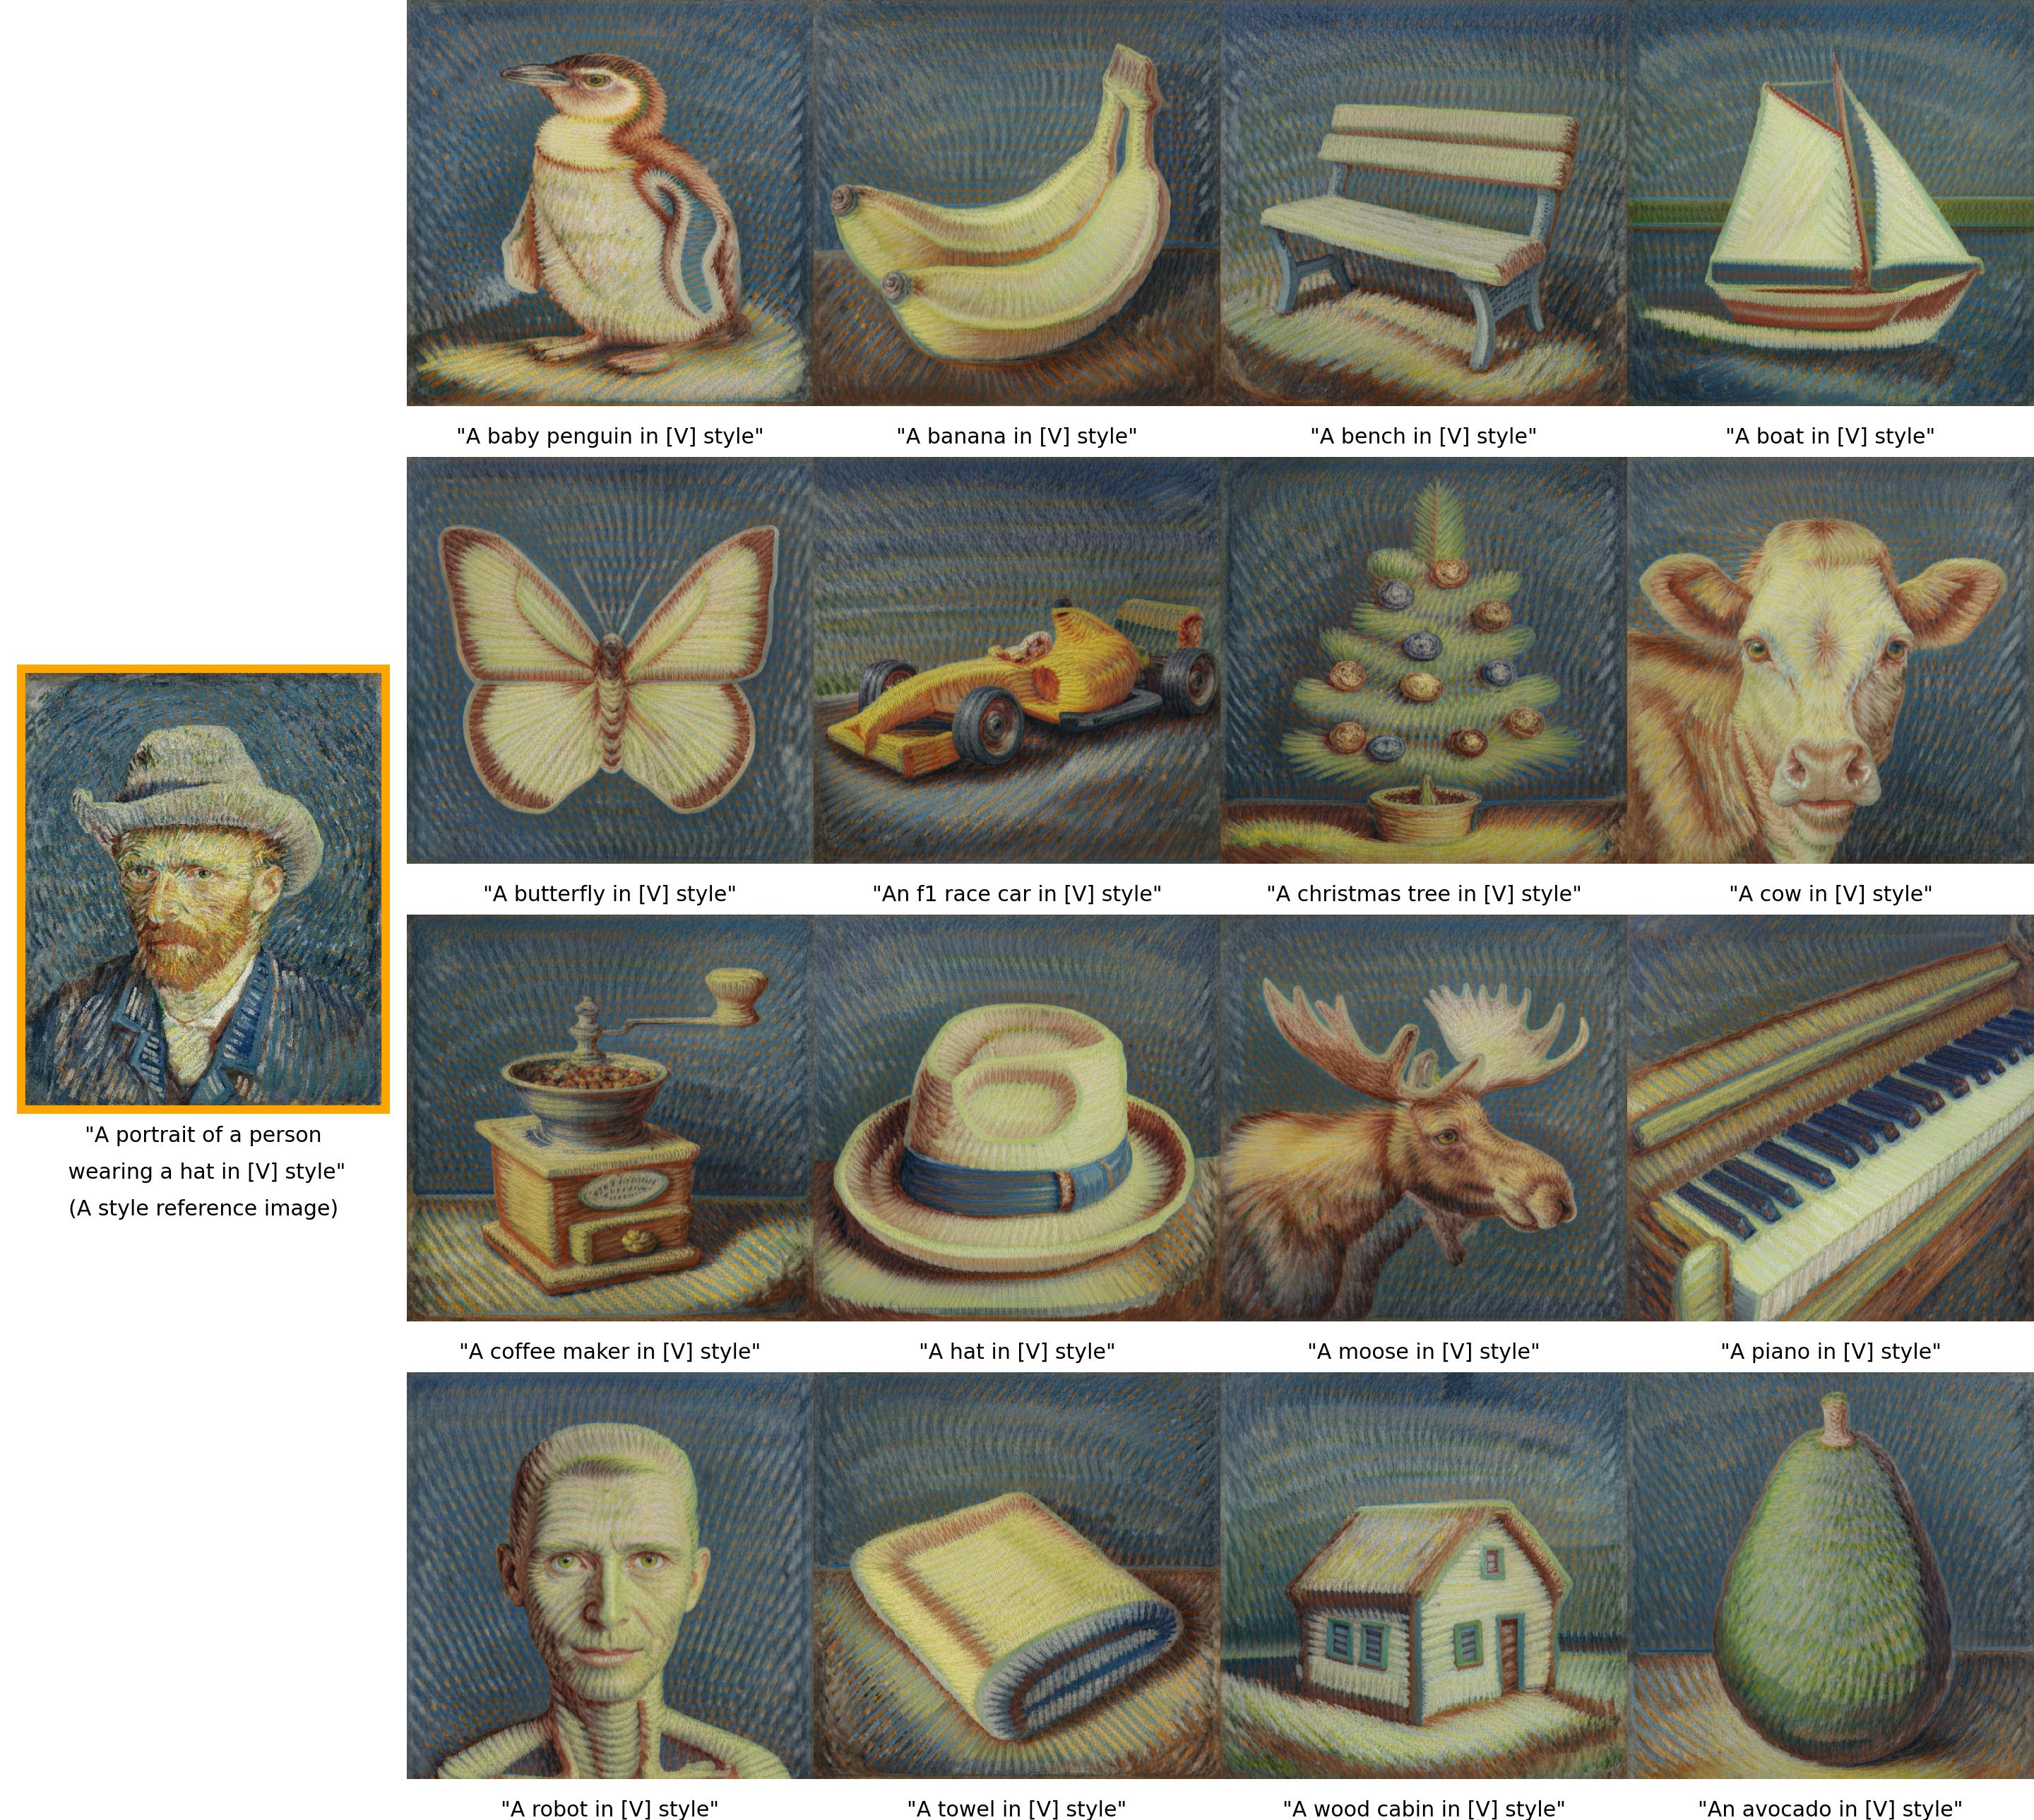 "A baby penguin in [V] style"
"A banana in [V] style"
"A bench in [V] style"
"A boat in [V] style"
"A butterfly in [V] style"
"An f1 race car in [V] style"
"A christmas tree in [V] style"
"A cow in [V] style"
"A portrait of a person
wearing a hat in [V] style"
(A style reference image)
"A coffee maker in [V] style"
"A hat in [V] style"
"A moose in [V] style"
"A piano in [V] style"
"A robot in [V] style"
"A towel in [V] style"
"A wood cabin in [V] style"
"An avocado in [V] style"